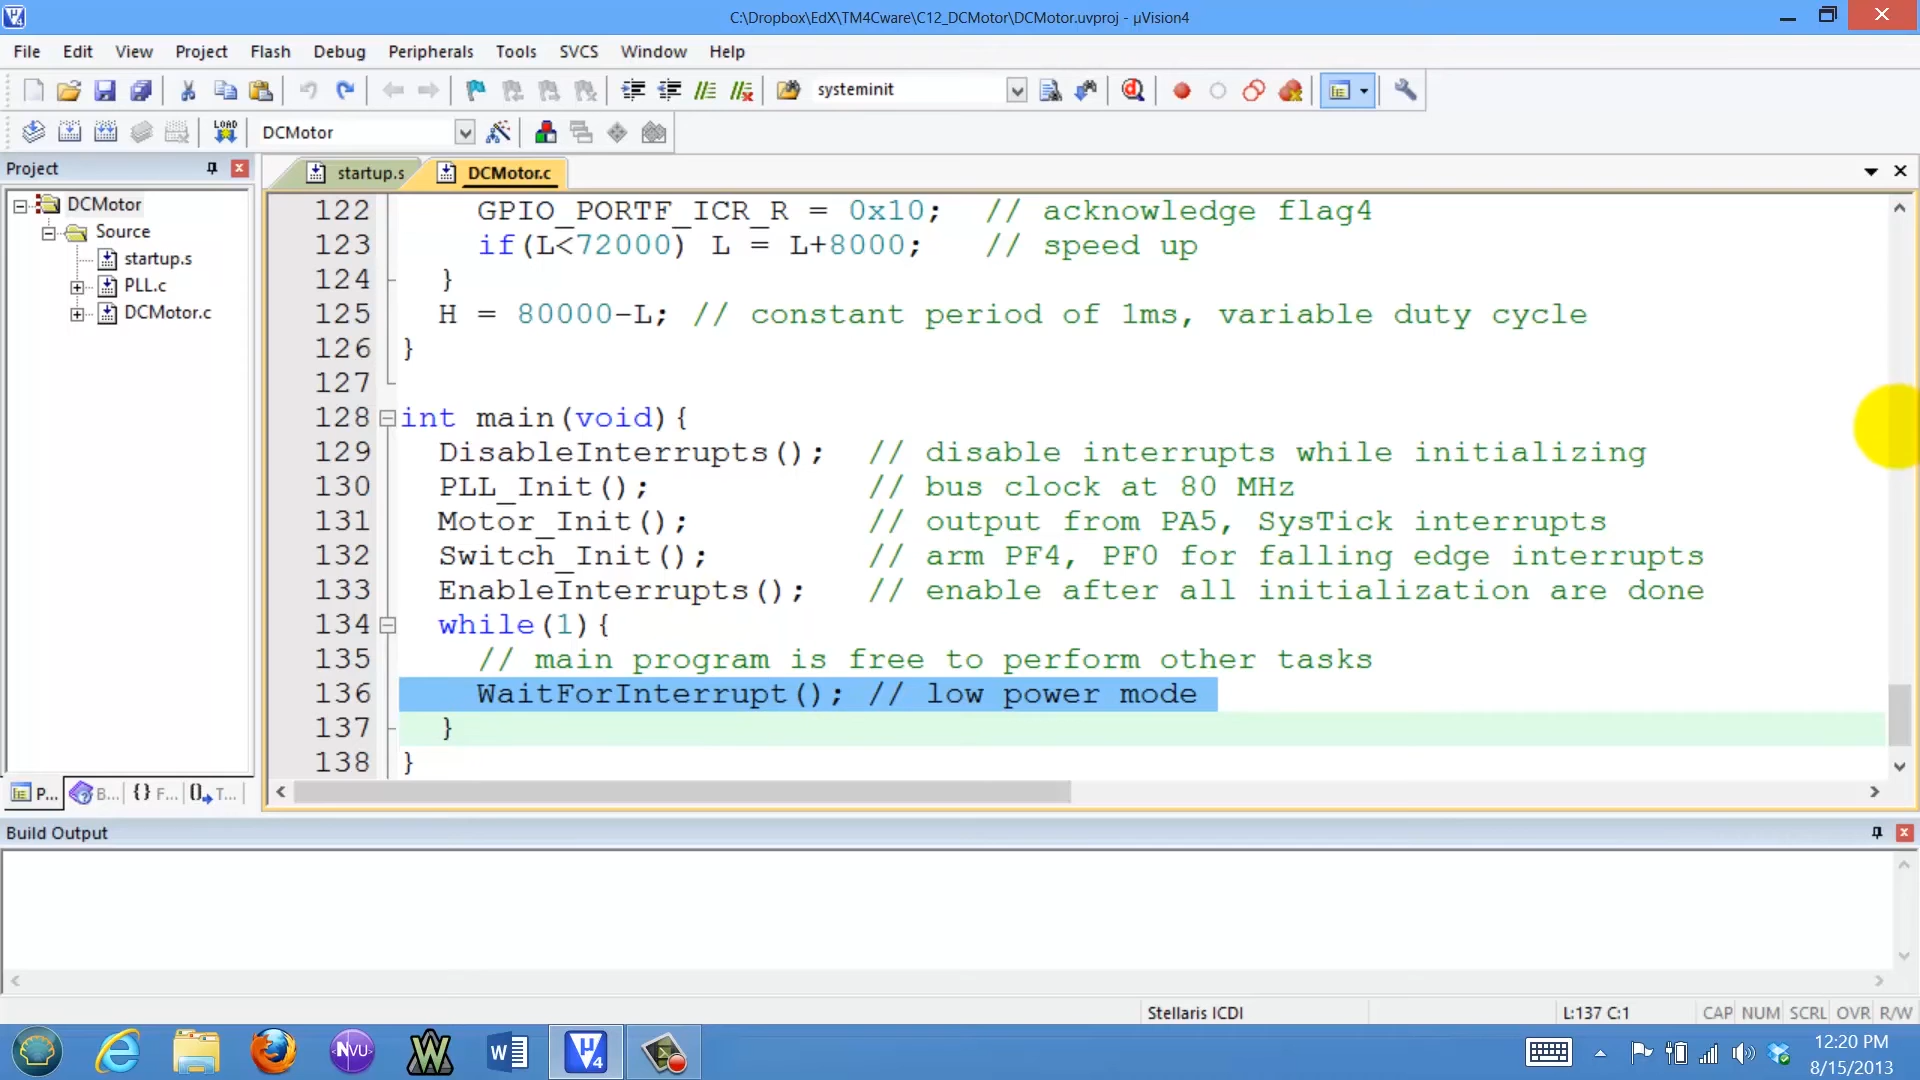 C:\Dropbox\EdX\TM4Cware\C12_DCMotor\DCMotor.uvproj - µVision4
File Edit View Project Flash Debug Peripherals Tools SVCS Window Help
systeminit
LOAD DCMotor
Project
startup.s DCMotor.c
DCMotor
Source
startup.s
PLL.c
DCMotor.c
122 GPIO_PORTF_ICR_R = 0x10; // acknowledge flag4
123 if(L<72000) L = L+8000; // speed up
124 }
125 H = 80000-L; // constant period of 1ms, variable duty cycle
126 }
127
128 int main(void){
129 DisableInterrupts(); // disable interrupts while initializing
130 PLL_Init(); // bus clock at 80 MHz
131 Motor_Init(); // output from PA5, SysTick interrupts
132 Switch_Init(); // arm PF4, PF0 for falling edge interrupts
133 EnableInterrupts(); // enable after all initialization are done
134 while(1){
135 // main program is free to perform other tasks
136 WaitForInterrupt(); // low power mode
137 }
138 }
P... B... {} F... T...
Build Output
Stellaris ICDI L:137 C:1 CAP NUM SCRL OVR R/W
NVU W µ4
12:20 PM
8/15/2013